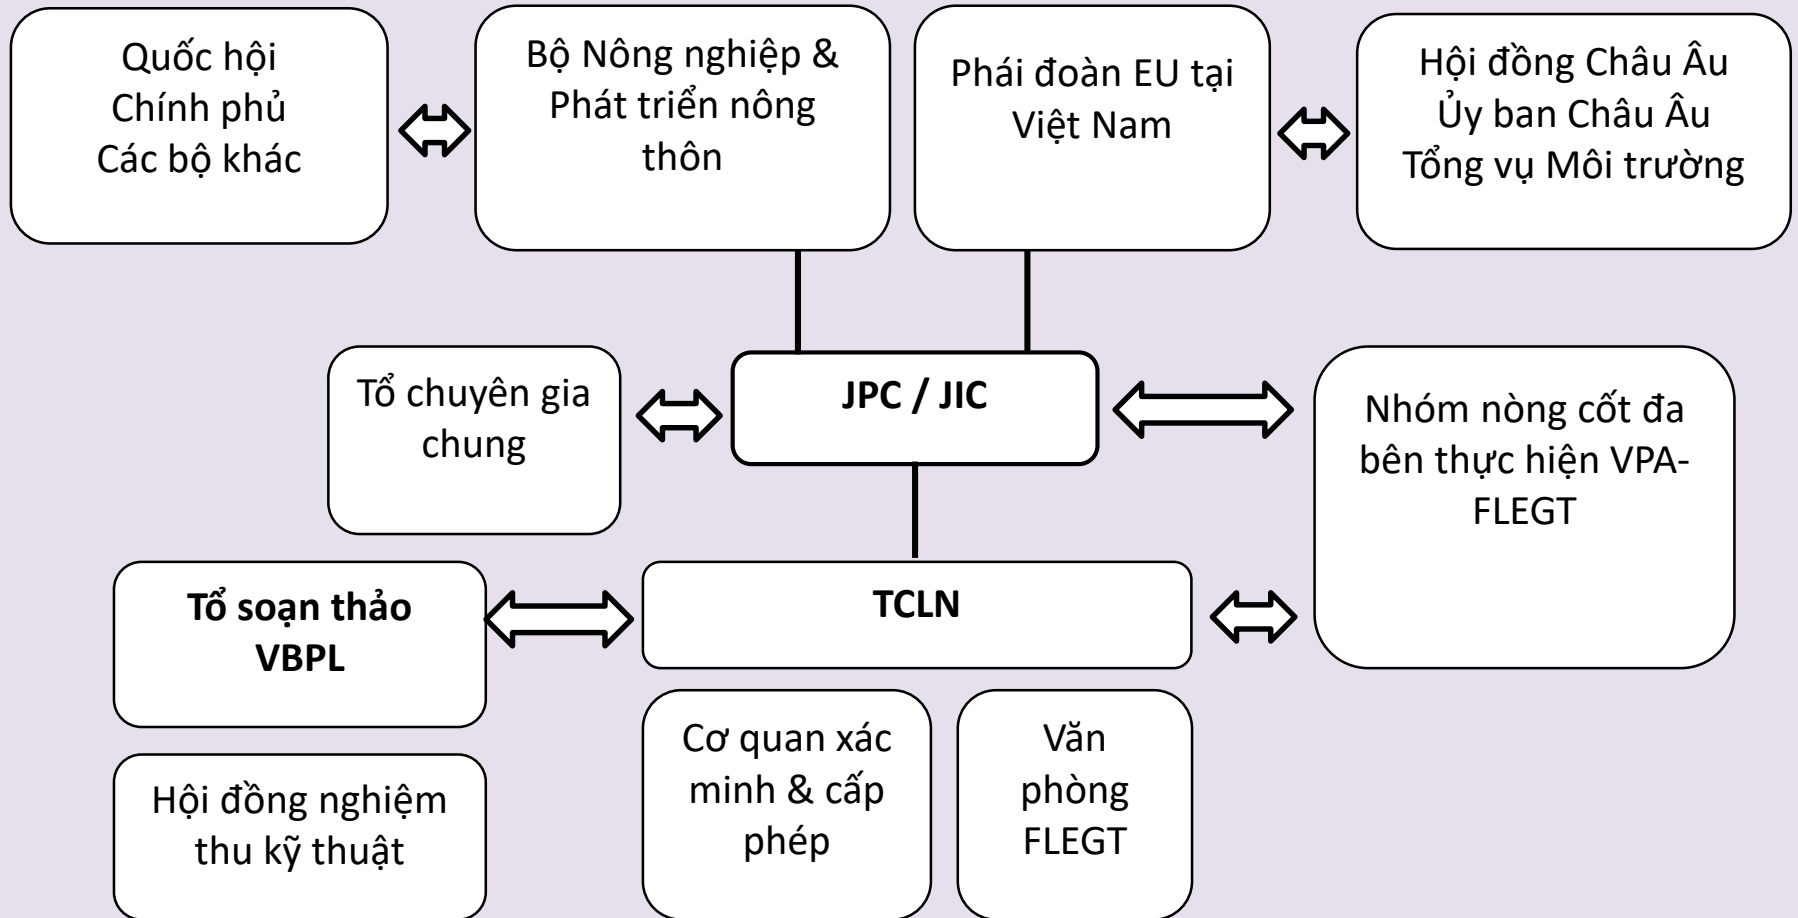 Quốc hội
Chính phủ
Các bộ khác
Bộ Nông nghiệp &
Phát triển nông
thôn
Phái đoàn EU tại
Việt Nam
Hội đồng Châu Âu
Ủy ban Châu Âu
Tổng vụ Môi trường
Tổ chuyên gia
chung
JPC / JIC
Nhóm nòng cốt đa
bên thực hiện VPA-
FLEGT
Tổ soạn thảo
VBPL
TCLN
Hội đồng nghiệm
thu kỹ thuật
Cơ quan xác
minh & cấp
phép
Văn
phòng
FLEGT